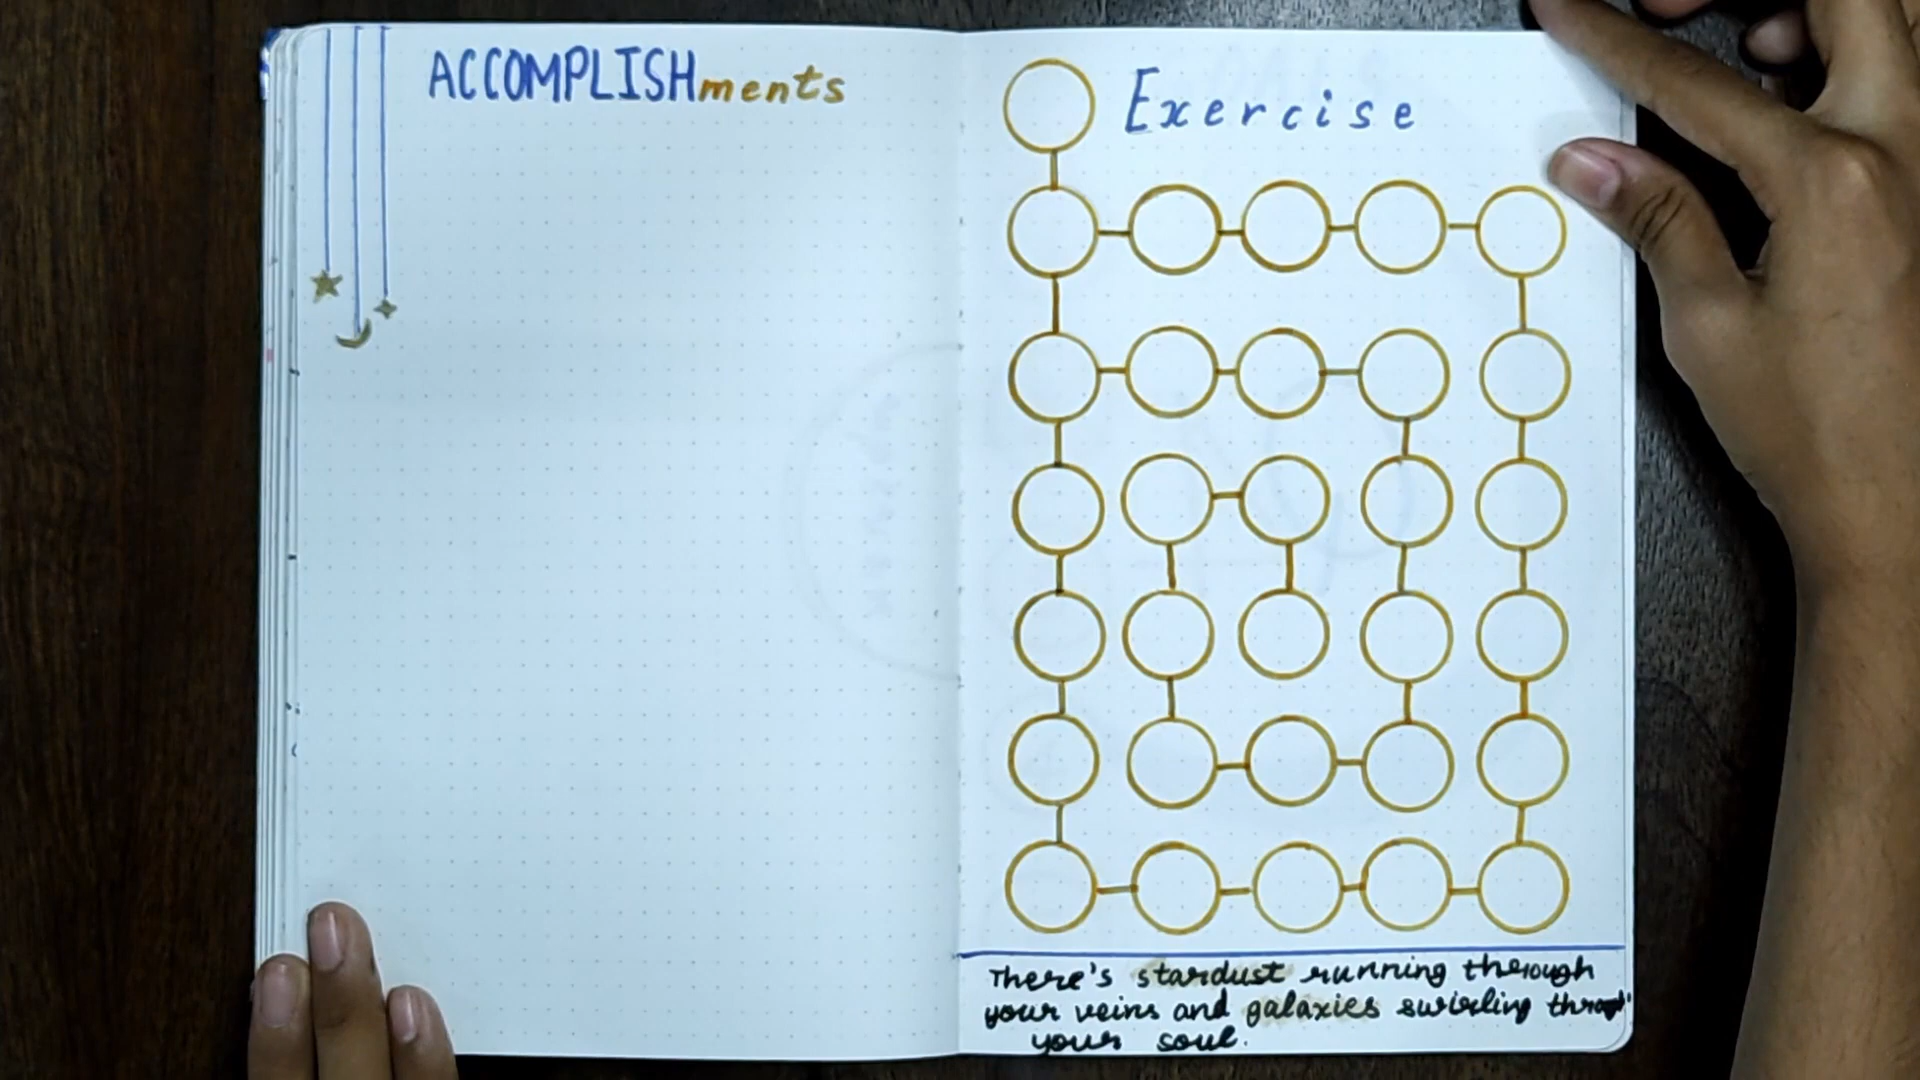 ACCOMPLISHments
Exercise
There's stardust running through
your veins and galaxies swirling
your soul.